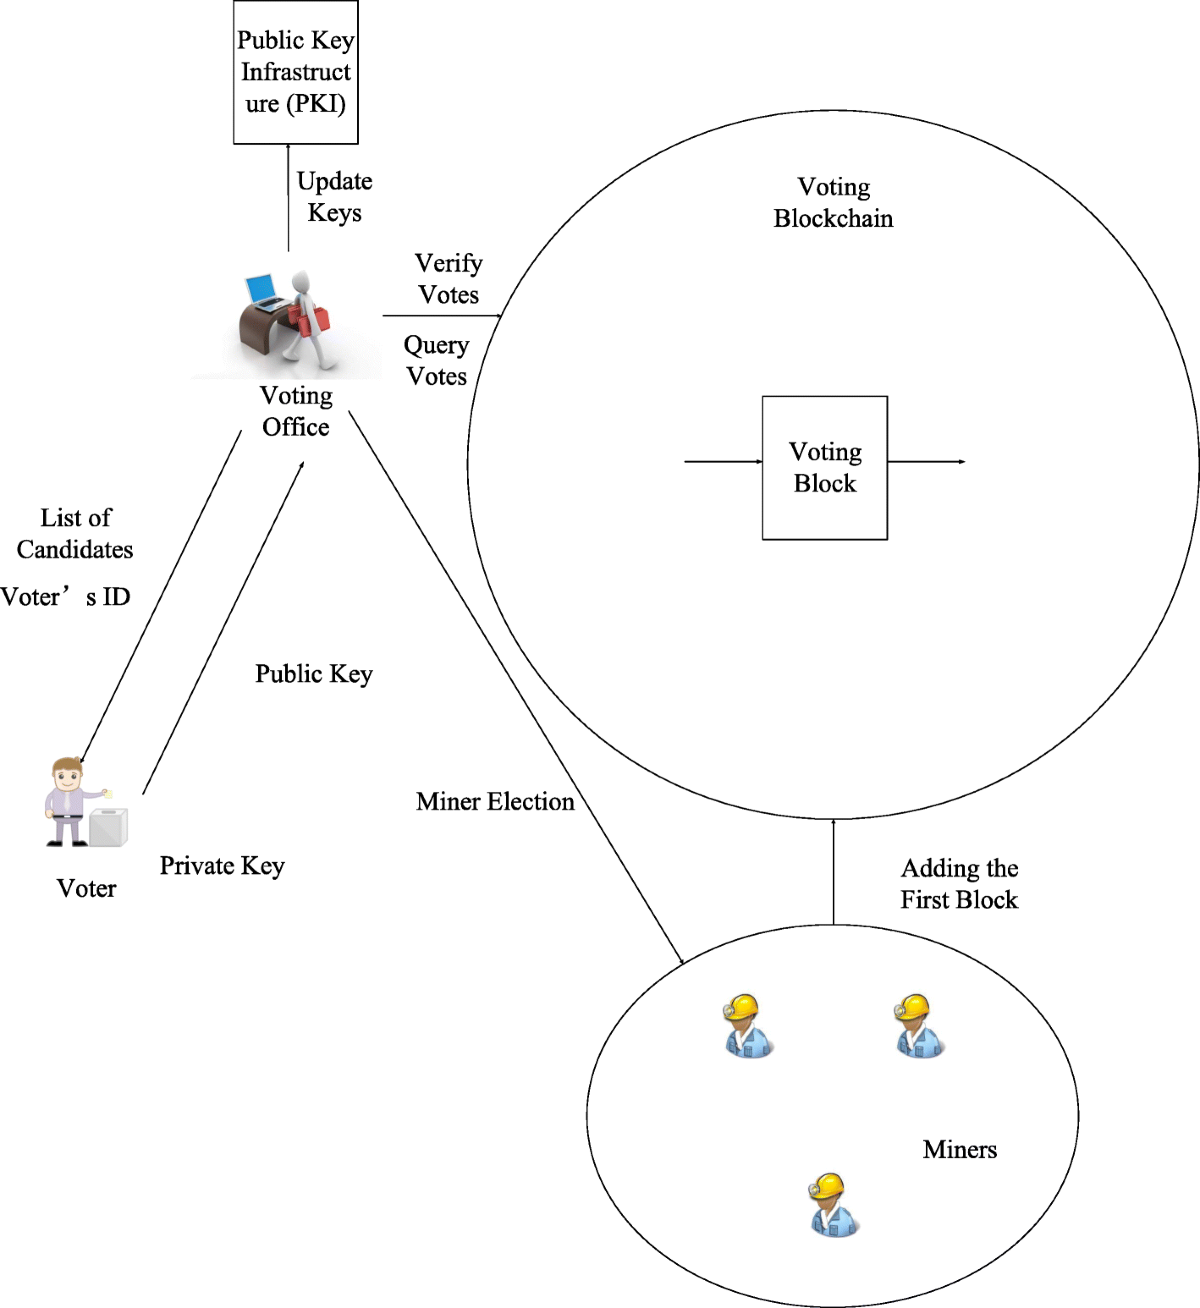 Public Key
Infrastruct
ure (PKI)
Update
Keys
Voting
Blockchain
Verify
Votes
Query
Votes
Voting
Office
Voting
Block
List of
Candidates
Voter’s ID
Public Key
Miner Election
Private Key
Voter
Adding the
First Block
Miners